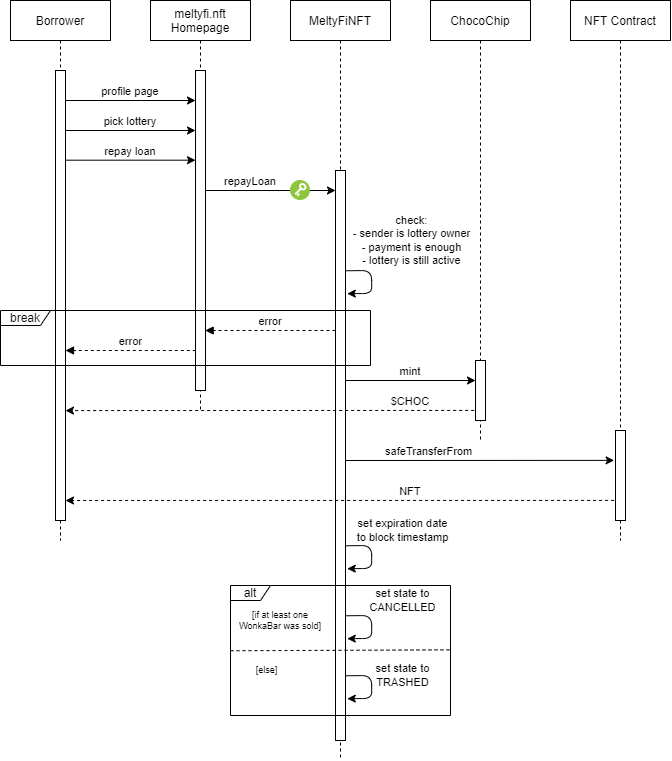 Borrower
meltyfi.nft
Homepage
MeltyFiNFT
ChocoChip
NFT Contract
profile page
pick lottery
repay loan
repayLoan
check:
- sender is lottery owner
- payment is enough
- lottery is still active
break
error
error
mint
$CHOC
safeTransferFrom
NFT
set expiration date
to block timestamp
alt
set state to
CANCELLED
[if at least one
WonkaBar was sold]
[else]
set state to
TRASHED